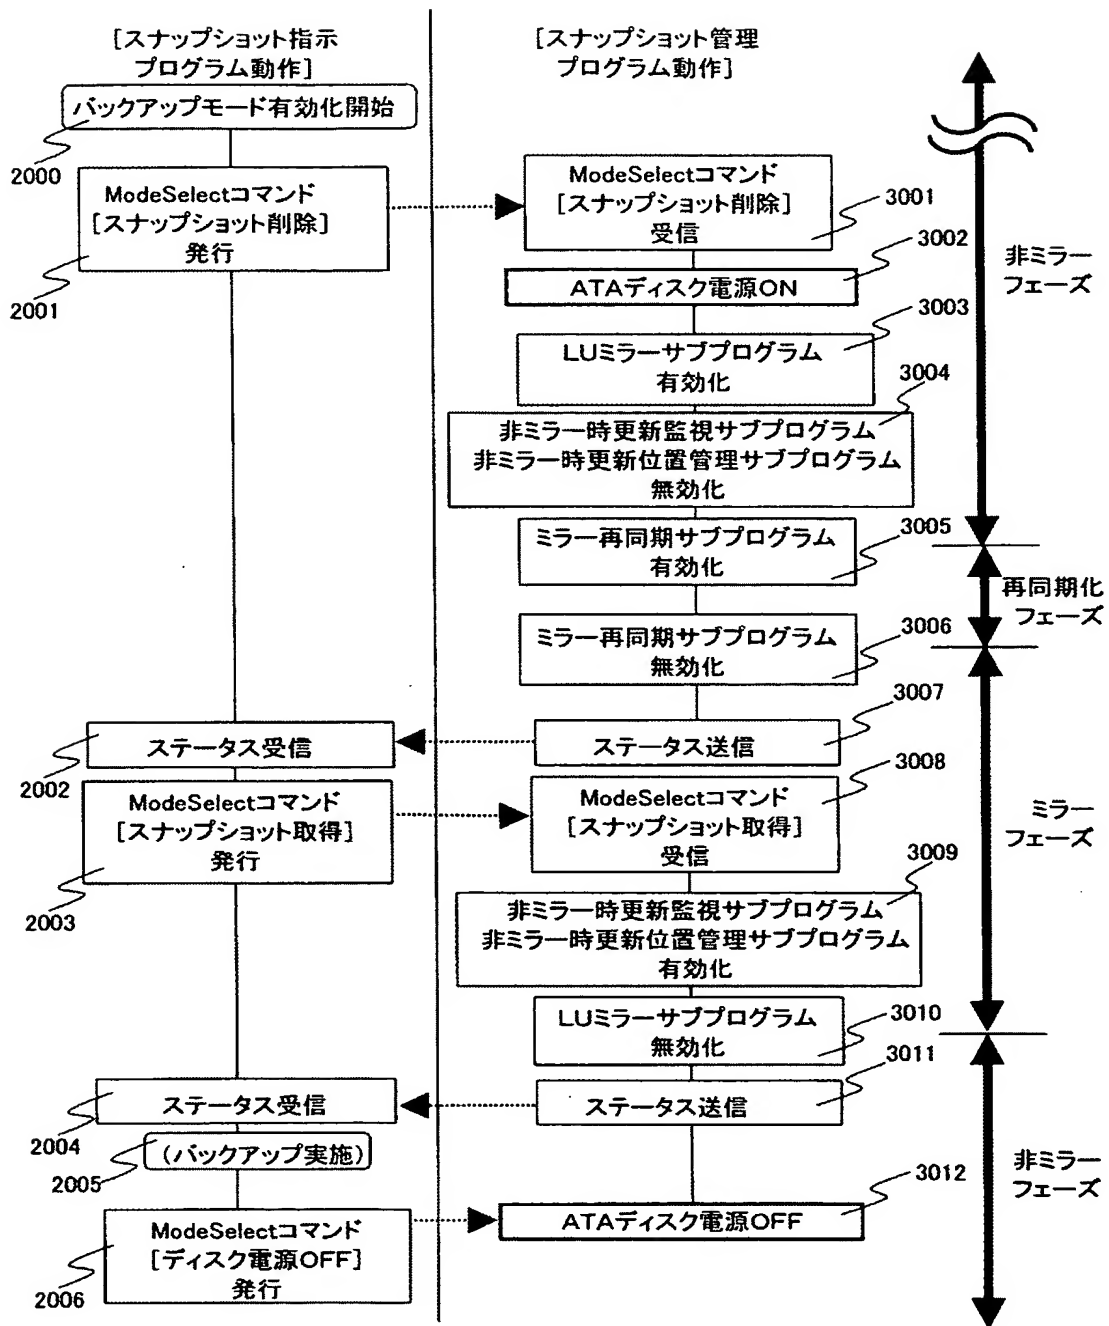 [スナップショット指示
プログラム動作]
バックアップモード有効化開始
2000
ModeSelectコマンド
[スナップショット削除]
発行
2001
ステータス受信
2002
ModeSelectコマンド
[スナップショット取得]
発行
2003
ステータス受信
2004
(バックアップ実施)
2005
ModeSelectコマンド
[ディスク電源OFF]
発行
2006
[スナップショット管理
プログラム動作]
ModeSelectコマンド
[スナップショット削除]
受信
3001
3002
ATAディスク電源ON
3003
LUミラーサブプログラム
有効化
3004
非ミラー時更新監視サブプログラム
非ミラー時更新位置管理サブプログラム
無効化
ミラー再同期サブプログラム
有効化
3005
ミラー再同期サブプログラム
無効化
3006
3007
ステータス送信
3008
ModeSelectコマンド
[スナップショット取得]
受信
3009
非ミラー時更新監視サブプログラム
非ミラー時更新位置管理サブプログラム
有効化
LUミラーサブプログラム
無効化
3010
3011
ステータス送信
3012
ATAディスク電源OFF
非ミラー
フェーズ
再同期化
フェーズ
ミラー
フェーズ
非ミラー
フェーズ